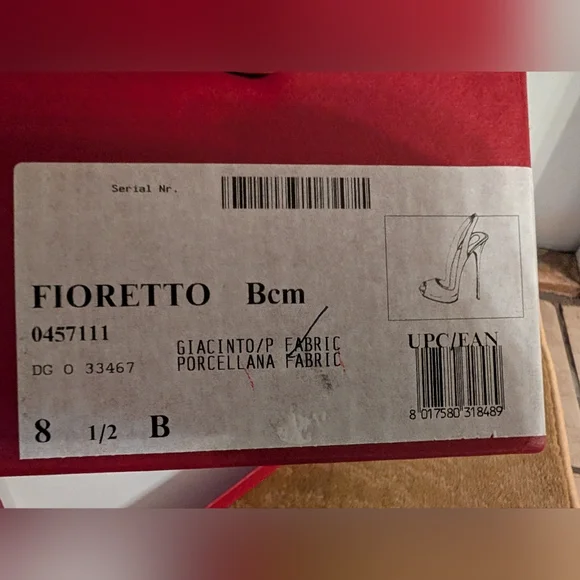 Serial Nr.
FIORETTO Bcm
0457111
GIACINTO/P FABRIC
PORCELLANA FABRIC
UPC/EAN
DG O 33467
8 1/2 B
8 017580 318489